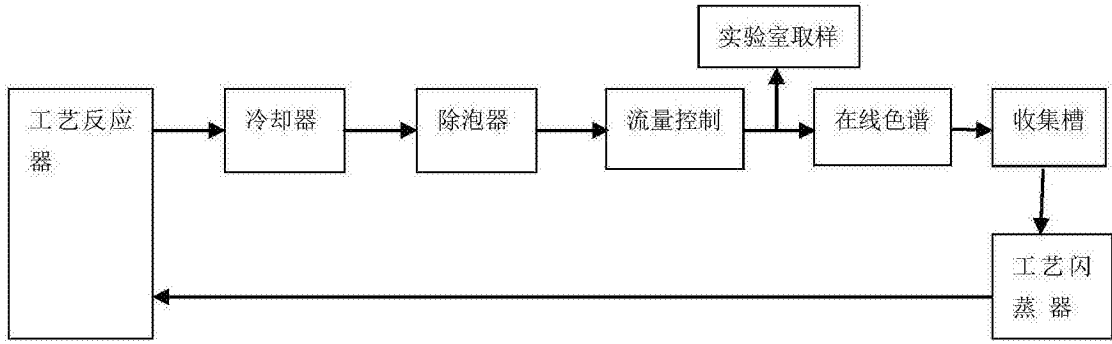 实验室取样
工艺反应
器
冷却器
除泡器
流量控制
在线色谱
收集槽
工艺闪
蒸 器